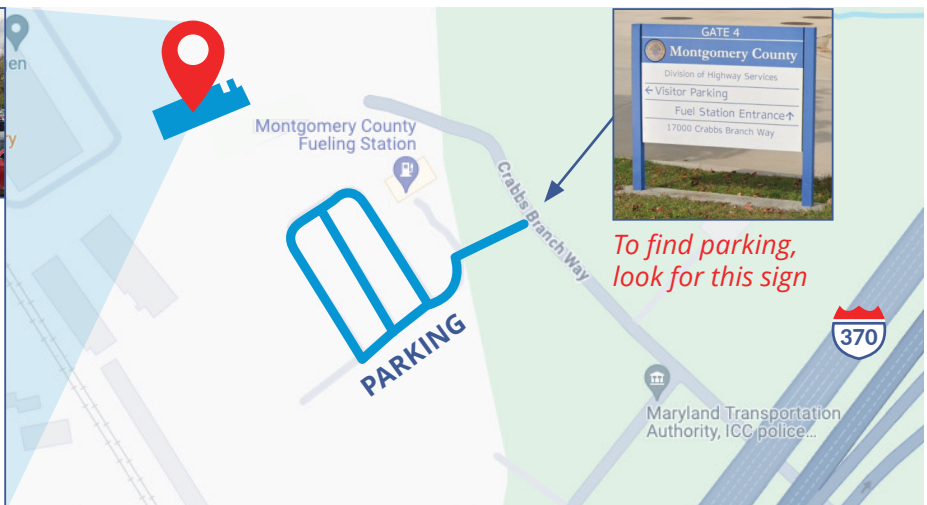 en
y
Montgomery County
Fueling Station
Crabbs Branch Way
PARKING
GATE 4
Montgomery County
Division of Highway Services
←Visitor Parking
Fuel Station Entrance↑
17000 Crabbs Branch Way
To find parking,
look for this sign
370
Maryland Transportation
Authority, ICC police...